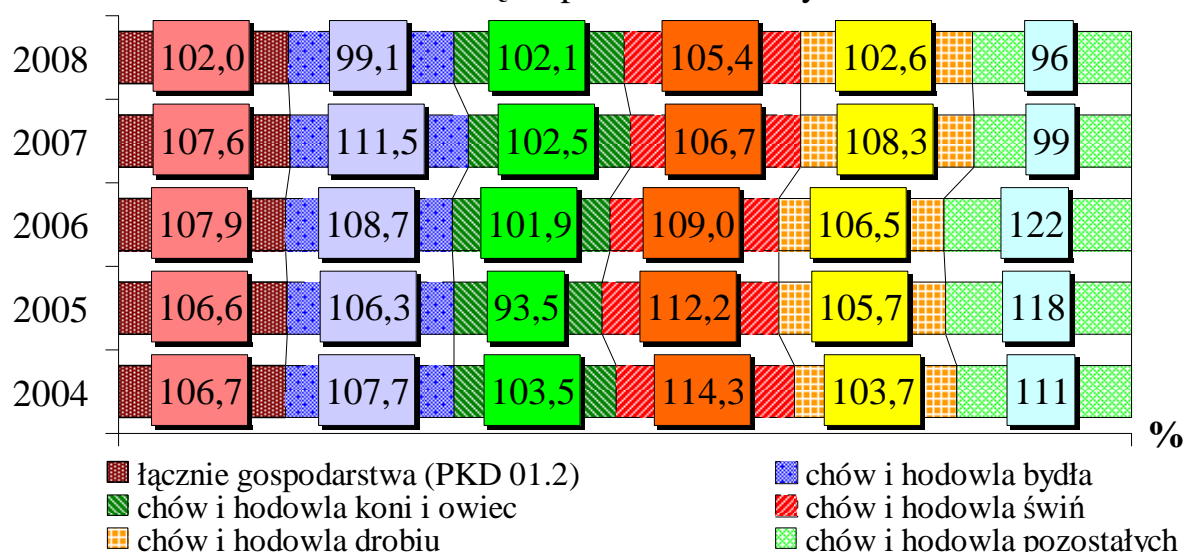 2008 102,0 99,1 102,1 105,4 102,6 96
2007 107,6 111,5 102,5 106,7 108,3 99
2006 107,9 108,7 101,9 109,0 106,5 122
2005 106,6 106,3 93,5 112,2 105,7 118
2004 106,7 107,7 103,5 114,3 103,7 111
%
łącznie gospodarstwa (PKD 01.2) chów i hodowla bydła
chów i hodowla koni i owiec chów i hodowla świń
chów i hodowla drobiu chów i hodowla pozostałych